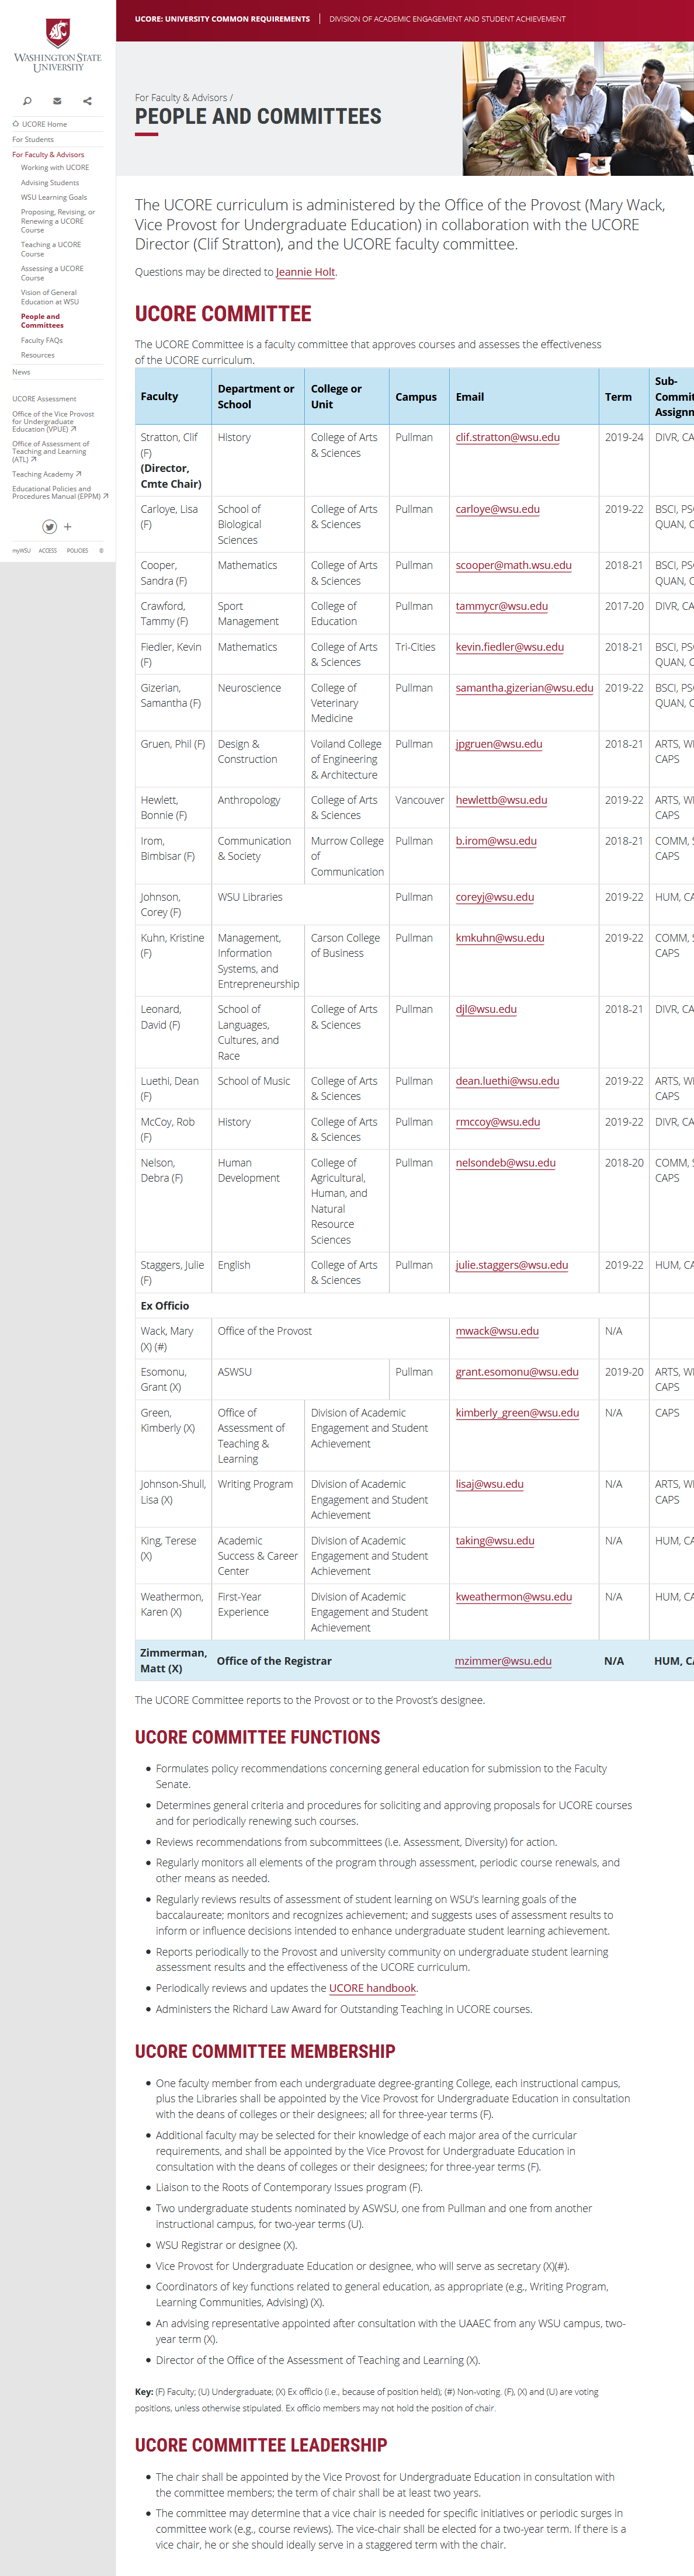 WASHINGTON STATE
UNIVERSITY
UCORE Home
For Students
For Faculty & Advisors
Working with UCORE
Advising Students
WSU Learning Goals
Proposing, Revising, or
Renewing a UCORE
Course
Teaching a UCORE
Course
Assessing a UCORE
Course
Vision of General
Education at WSU
People and
Committees
Faculty FAQs
Resources
News
UCORE Assessment
Office of the Vice Provost
for Undergraduate
Education (VPUE)
Office of Assessment of
Teaching and Learning
(ATL)
Teaching Academy
Educational Policies and
Procedures Manual (EPPM)
myWSU ACCESS POLICIES ©
UCORE: UNIVERSITY COMMON REQUIREMENTS | DIVISION OF ACADEMIC ENGAGEMENT AND STUDENT ACHIEVEMENT
For Faculty & Advisors /
PEOPLE AND COMMITTEES
The UCORE curriculum is administered by the Office of the Provost (Mary Wack,
Vice Provost for Undergraduate Education) in collaboration with the UCORE
Director (Clif Stratton), and the UCORE faculty committee.
Questions may be directed to Jeannie Holt.
UCORE COMMITTEE
The UCORE Committee is a faculty committee that approves courses and assesses the effectiveness
of the UCORE curriculum.
Sub-
Faculty Department or College or Campus Email Term Commit
School Unit Assignm
Stratton, Clif History College of Arts Pullman clif.stratton@wsu.edu 2019-24 DIVR, CA
(F) & Sciences
(Director,
Cmte Chair)
Carloye, Lisa School of College of Arts Pullman carloye@wsu.edu 2019-22 BSCI, PS
(F) Biological & Sciences QUAN, C
Sciences
Cooper, Mathematics College of Arts Pullman scooper@math.wsu.edu 2018-21 BSCI, PS
Sandra (F) & Sciences QUAN, C
Crawford, Sport College of Pullman tammycr@wsu.edu 2017-20 DIVR, CA
Tammy (F) Management Education
Fiedler, Kevin Mathematics College of Arts Tri-Cities kevin.fiedler@wsu.edu 2018-21 BSCI, PS
(F) & Sciences QUAN, C
Gizerian, Neuroscience College of Pullman samantha.gizerian@wsu.edu 2019-22 BSCI, PS
Samantha (F) Veterinary QUAN, C
Medicine
Gruen, Phil (F) Design & Voiland College Pullman jpgruen@wsu.edu 2018-21 ARTS, W
Construction of Engineering CAPS
& Architecture
Hewlett, Anthropology College of Arts Vancouver hewlettb@wsu.edu 2019-22 ARTS, W
Bonnie (F) & Sciences CAPS
Irom, Communication Murrow College Pullman b.irom@wsu.edu 2018-21 COMM, S
Bimbisar (F) & Society of CAPS
Communication
Johnson, WSU Libraries Pullman coreyj@wsu.edu 2019-22 HUM, CA
Corey (F)
Kuhn, Kristine Management, Carson College Pullman kmkuhn@wsu.edu 2019-22 COMM, S
(F) Information of Business CAPS
Systems, and
Entrepreneurship
Leonard, School of College of Arts Pullman djl@wsu.edu 2018-21 DIVR, CA
David (F) Languages, & Sciences
Cultures, and
Race
Luethi, Dean School of Music College of Arts Pullman dean.luethi@wsu.edu 2019-22 ARTS, W
(F) & Sciences CAPS
McCoy, Rob History College of Arts Pullman rmccoy@wsu.edu 2019-22 DIVR, CA
(F) & Sciences
Nelson, Human College of Pullman nelsondeb@wsu.edu 2018-20 COMM, S
Debra (F) Development Agricultural, CAPS
Human, and
Natural
Resource
Sciences
Staggers, Julie English College of Arts Pullman julie.staggers@wsu.edu 2019-22 HUM, CA
(F) & Sciences
Ex Officio
Wack, Mary Office of the Provost mwack@wsu.edu N/A
(X) (#)
Esomonu, ASWSU Pullman grant.esomonu@wsu.edu 2019-20 ARTS, W
Grant (X) CAPS
Green, Office of Division of Academic kimberly_green@wsu.edu N/A CAPS
Kimberly (X) Assessment of Engagement and Student
Teaching & Achievement
Learning
Johnson-Shull, Writing Program Division of Academic lisaj@wsu.edu N/A ARTS, W
Lisa (X) Engagement and Student CAPS
Achievement
King, Terese Academic Division of Academic taking@wsu.edu N/A HUM, CA
(X) Success & Career Engagement and Student
Center Achievement
Weathermon, First-Year Division of Academic kweathermon@wsu.edu N/A HUM, CA
Karen (X) Experience Engagement and Student
Achievement
Zimmerman, Office of the Registrar mzimmer@wsu.edu N/A HUM, C
Matt (X)
The UCORE Committee reports to the Provost or to the Provost's designee.
UCORE COMMITTEE FUNCTIONS
• Formulates policy recommendations concerning general education for submission to the Faculty
Senate.
• Determines general criteria and procedures for soliciting and approving proposals for UCORE courses
and for periodically renewing such courses.
• Reviews recommendations from subcommittees (i.e. Assessment, Diversity) for action.
• Regularly monitors all elements of the program through assessment, periodic course renewals, and
other means as needed.
• Regularly reviews results of assessment of student learning on WSU's learning goals of the
baccalaureate; monitors and recognizes achievement; and suggests uses of assessment results to
inform or influence decisions intended to enhance undergraduate student learning achievement.
• Reports periodically to the Provost and university community on undergraduate student learning
assessment results and the effectiveness of the UCORE curriculum.
• Periodically reviews and updates the UCORE handbook.
• Administers the Richard Law Award for Outstanding Teaching in UCORE courses.
UCORE COMMITTEE MEMBERSHIP
• One faculty member from each undergraduate degree-granting College, each instructional campus,
plus the Libraries shall be appointed by the Vice Provost for Undergraduate Education in consultation
with the deans of colleges or their designees; all for three-year terms (F).
• Additional faculty may be selected for their knowledge of each major area of the curricular
requirements, and shall be appointed by the Vice Provost for Undergraduate Education in
consultation with the deans of colleges or their designees; for three-year terms (F).
• Liaison to the Roots of Contemporary Issues program (F).
• Two undergraduate students nominated by ASWSU, one from Pullman and one from another
instructional campus, for two-year terms (U).
• WSU Registrar or designee (X).
• Vice Provost for Undergraduate Education or designee, who will serve as secretary (X)(#).
• Coordinators of key functions related to general education, as appropriate (e.g., Writing Program,
Learning Communities, Advising) (X).
• An advising representative appointed after consultation with the UAAEC from any WSU campus, two-
year term (X).
• Director of the Office of the Assessment of Teaching and Learning (X).
Key: (F) Faculty; (U) Undergraduate; (X) Ex officio (i.e., because of position held); (#) Non-voting. (F), (X) and (U) are voting
positions, unless otherwise stipulated. Ex officio members may not hold the position of chair.
UCORE COMMITTEE LEADERSHIP
• The chair shall be appointed by the Vice Provost for Undergraduate Education in consultation with
the committee members; the term of chair shall be at least two years.
• The committee may determine that a vice chair is needed for specific initiatives or periodic surges in
committee work (e.g., course reviews). The vice-chair shall be elected for a two-year term. If there is a
vice chair, he or she should ideally serve in a staggered term with the chair.